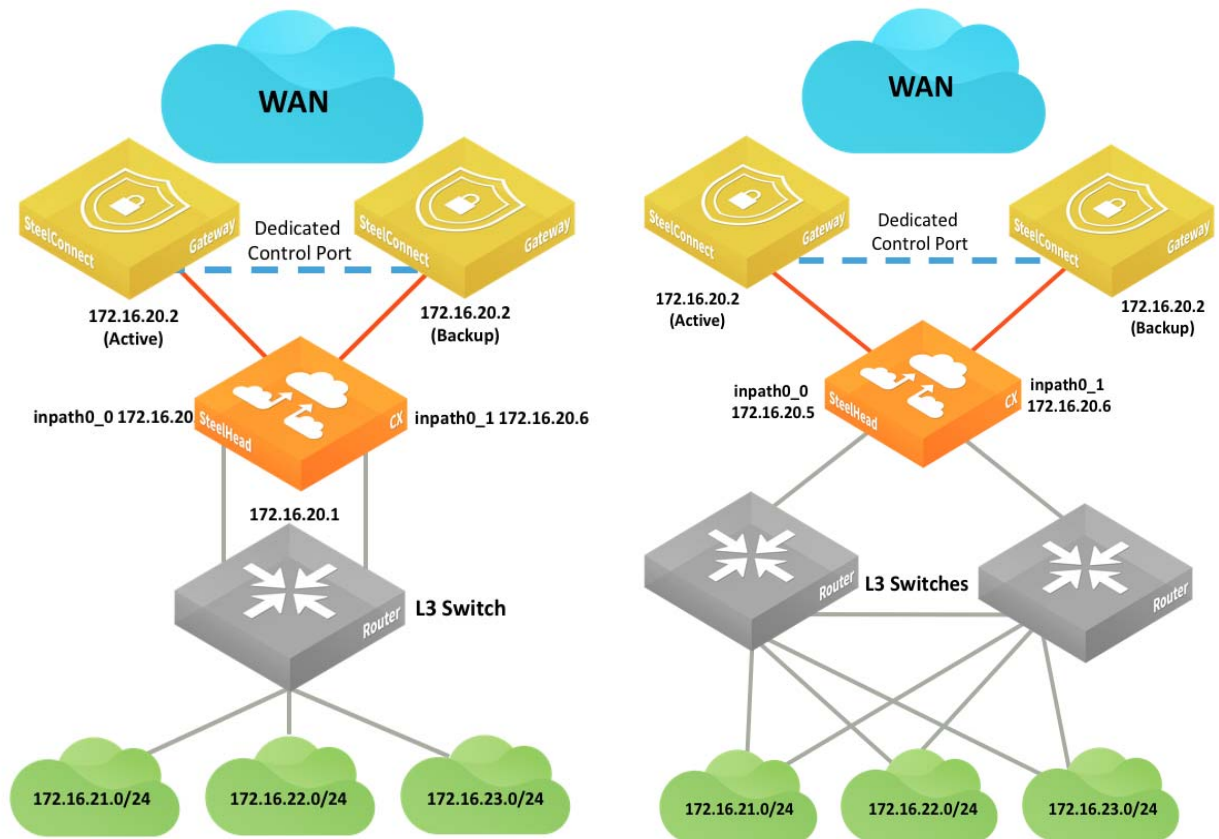 WAN
Dedicated
Control Port
SteelConnect
Gateway
SteelConnect
Gateway
172.16.20.2
(Active)
172.16.20.2
(Backup)
inpath0_0 172.16.20
SteelHead
CX
inpath0_1 172.16.20.6
172.16.20.1
Router
L3 Switch
172.16.21.0/24
172.16.22.0/24
172.16.23.0/24
WAN
Dedicated
Control Port
SteelConnect
Gateway
SteelConnect
Gateway
172.16.20.2
(Active)
172.16.20.2
(Backup)
inpath0_0
172.16.20.5
SteelHead
CX
inpath0_1
172.16.20.6
Router
L3 Switches
Router
172.16.21.0/24
172.16.22.0/24
172.16.23.0/24